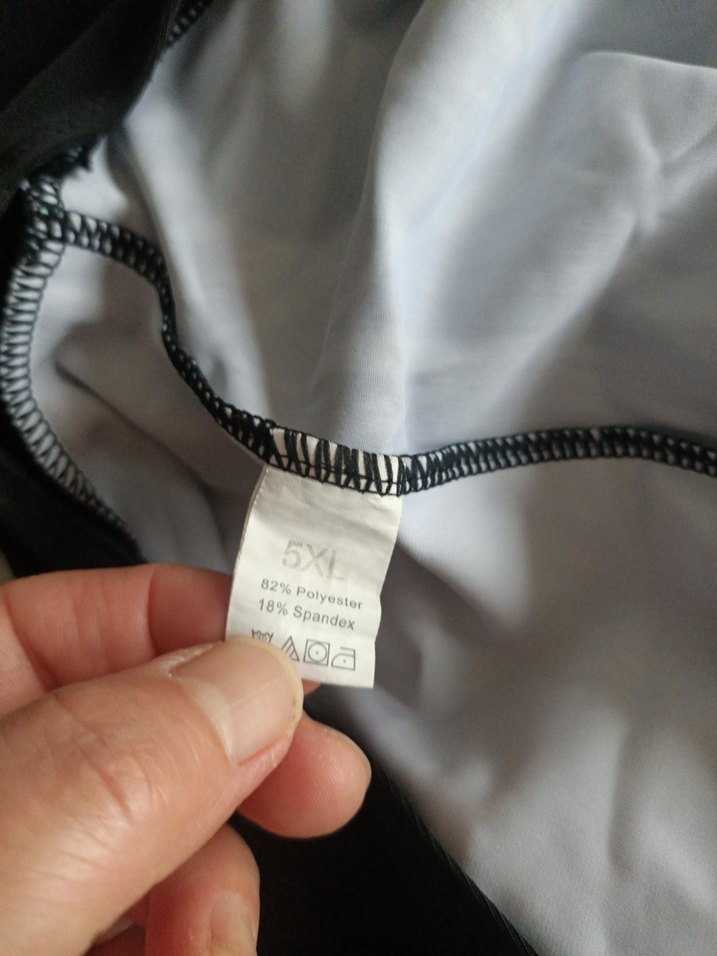 5XL
82% Polyester
18% Spandex